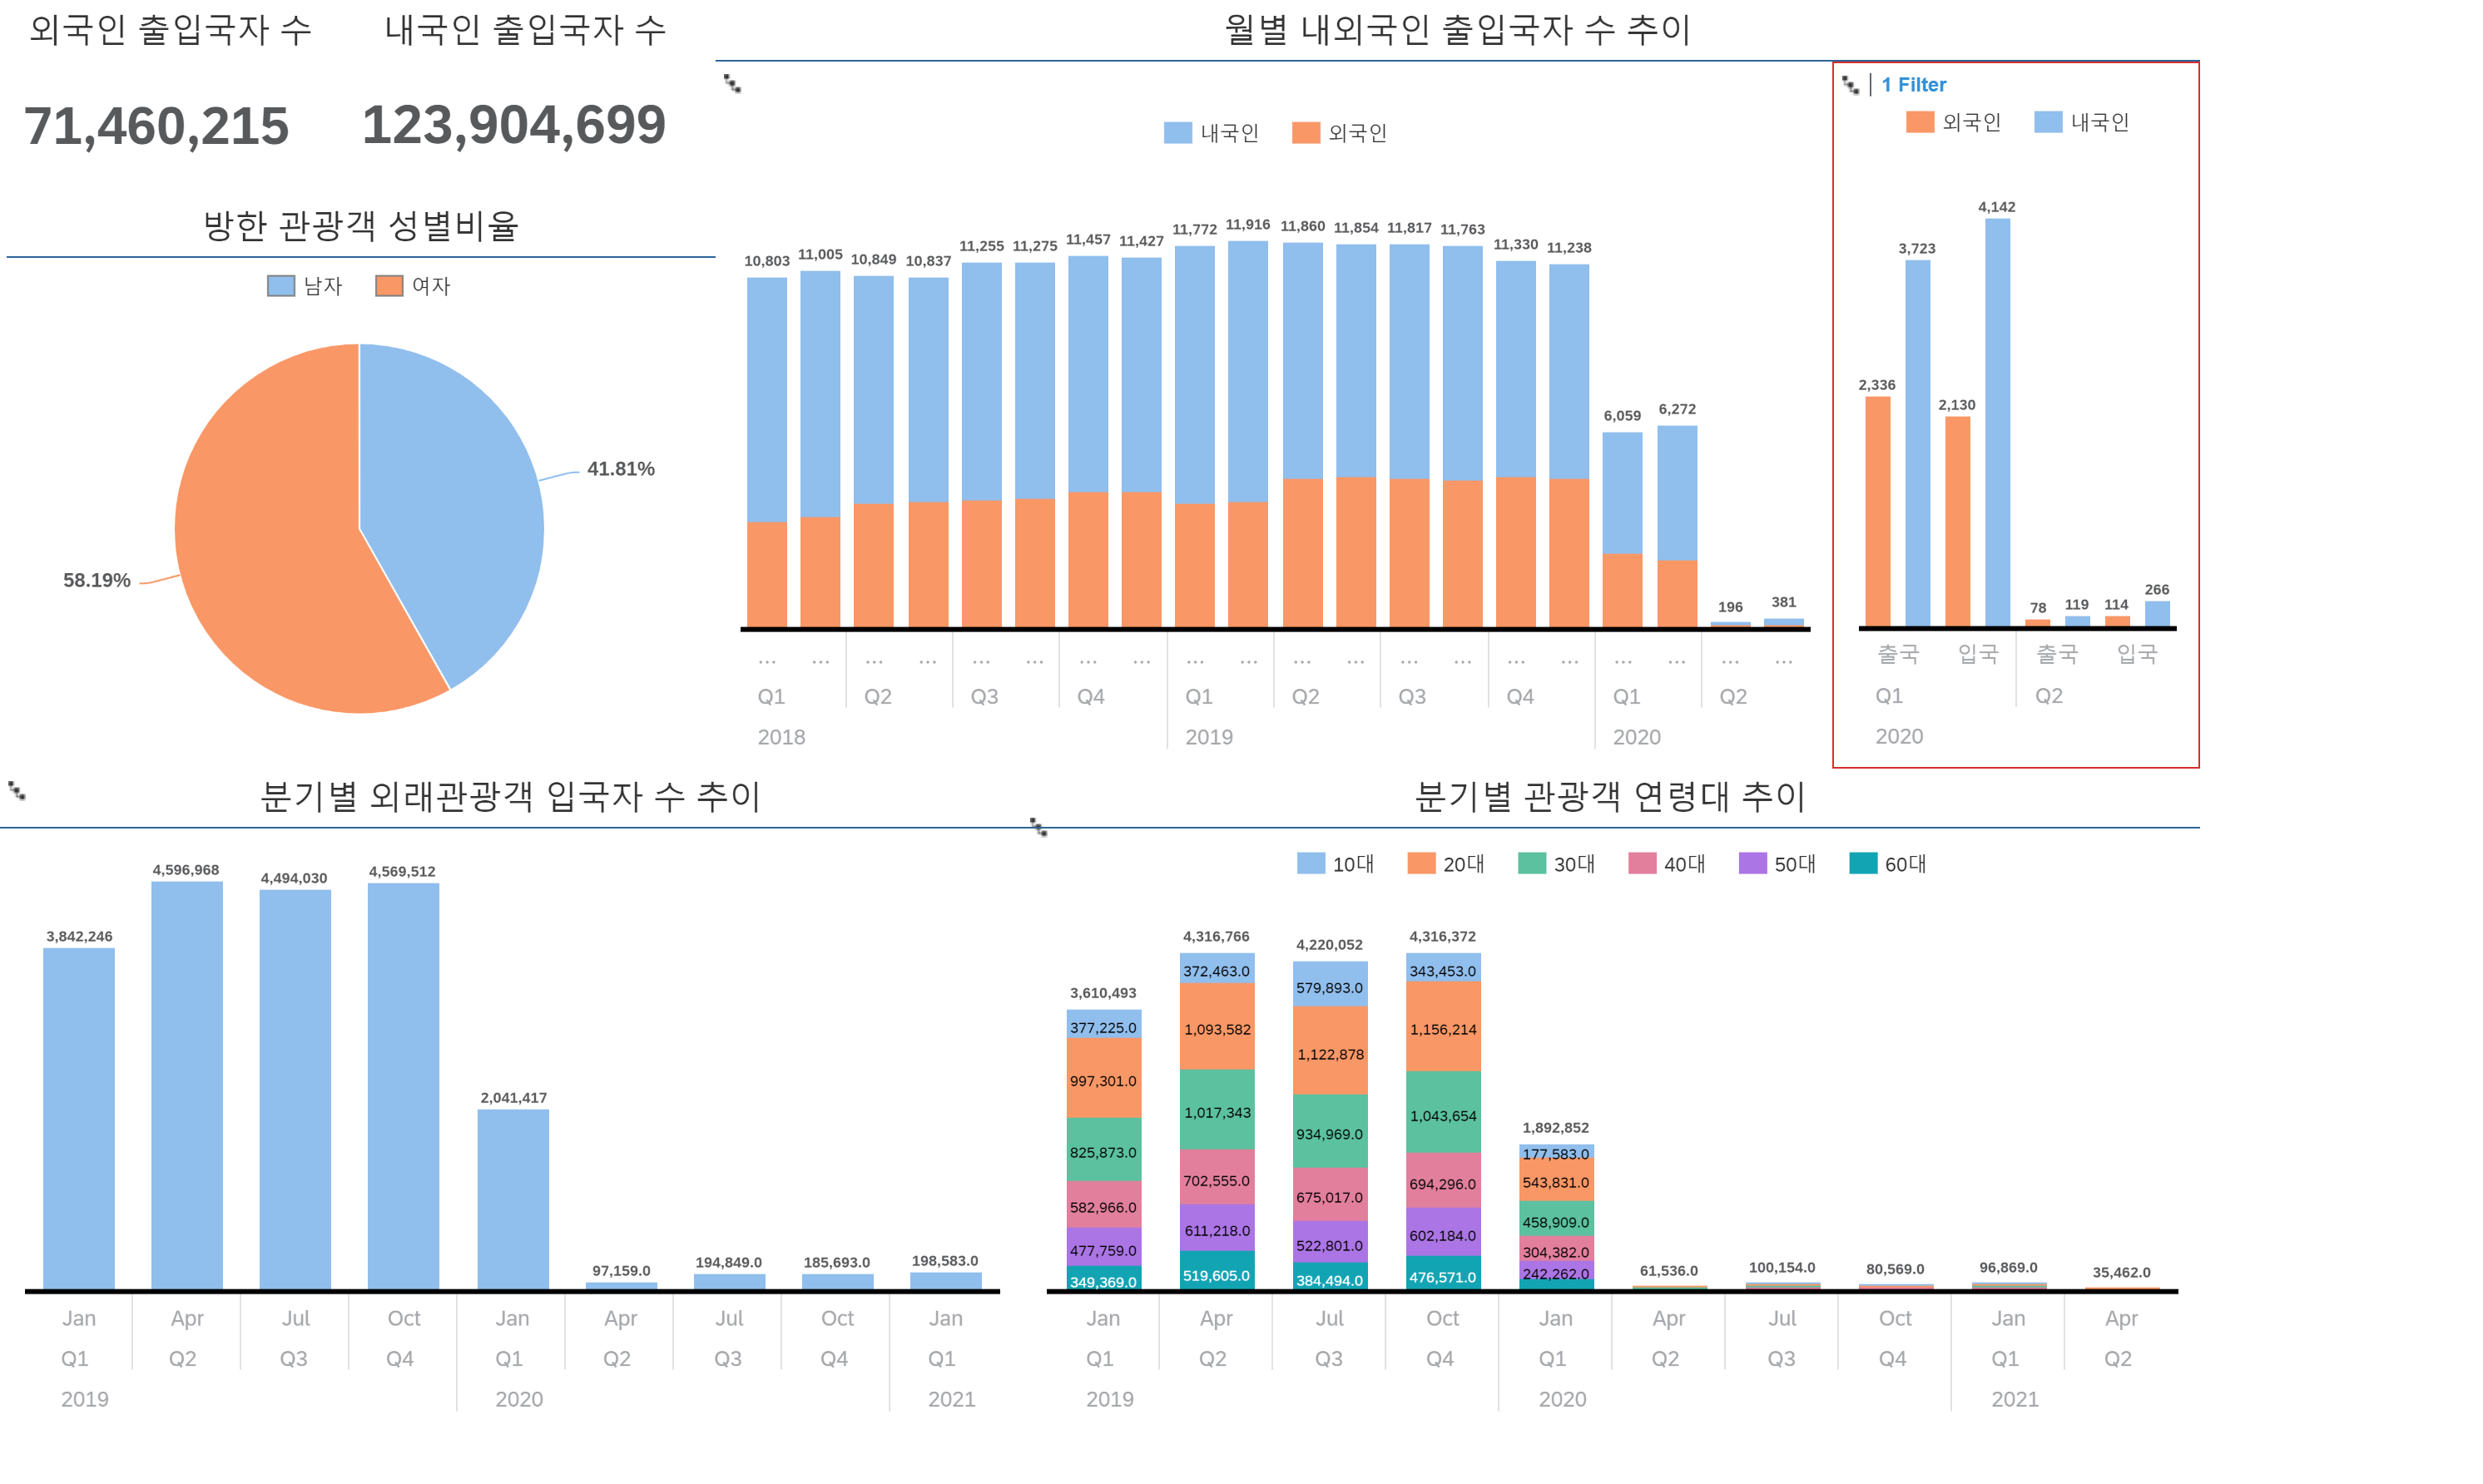 외국인 출입국자 수
71,460,215
내국인 출입국자 수
123,904,699
방한 관광객 성별비율
남자 여자
41.81%
58.19%
월별 내외국인 출입국자 수 추이
내국인 외국인
10,803 11,005 10,849 10,837 11,255 11,275 11,457 11,427 11,772 11,916 11,860 11,854 11,817 11,763 11,330 11,238 6,059 6,272 196 381
... ... ... ... ... ... ... ... ... ... ... ... ... ... ... ... ... ... ... ...
Q1 Q2 Q3 Q4 Q1 Q2 Q3 Q4 Q1 Q2
2018 2019 2020
1 Filter
외국인 내국인
2,336 3,723 2,130 4,142 78 119 114 266
출국 입국 출국 입국
Q1 Q2
2020
분기별 외래관광객 입국자 수 추이
3,842,246 4,596,968 4,494,030 4,569,512 2,041,417 97,159.0 194,849.0 185,693.0 198,583.0
Jan Apr Jul Oct Jan Apr Jul Oct Jan
Q1 Q2 Q3 Q4 Q1 Q2 Q3 Q4 Q1
2019 2020 2021
분기별 관광객 연령대 추이
10대 20대 30대 40대 50대 60대
3,610,493 4,316,766 4,220,052 4,316,372 1,892,852 61,536.0 100,154.0 80,569.0 96,869.0 35,462.0
377,225.0 372,463.0 579,893.0 343,453.0 177,583.0
997,301.0 1,093,582 1,122,878 1,156,214 543,831.0
825,873.0 1,017,343 934,969.0 1,043,654 458,909.0
582,966.0 702,555.0 675,017.0 694,296.0 304,382.0
477,759.0 611,218.0 522,801.0 602,184.0 242,262.0
349,369.0 519,605.0 384,494.0 476,571.0
Jan Apr Jul Oct Jan Apr Jul Oct Jan Apr
Q1 Q2 Q3 Q4 Q1 Q2 Q3 Q4 Q1 Q2
2019 2020 2021